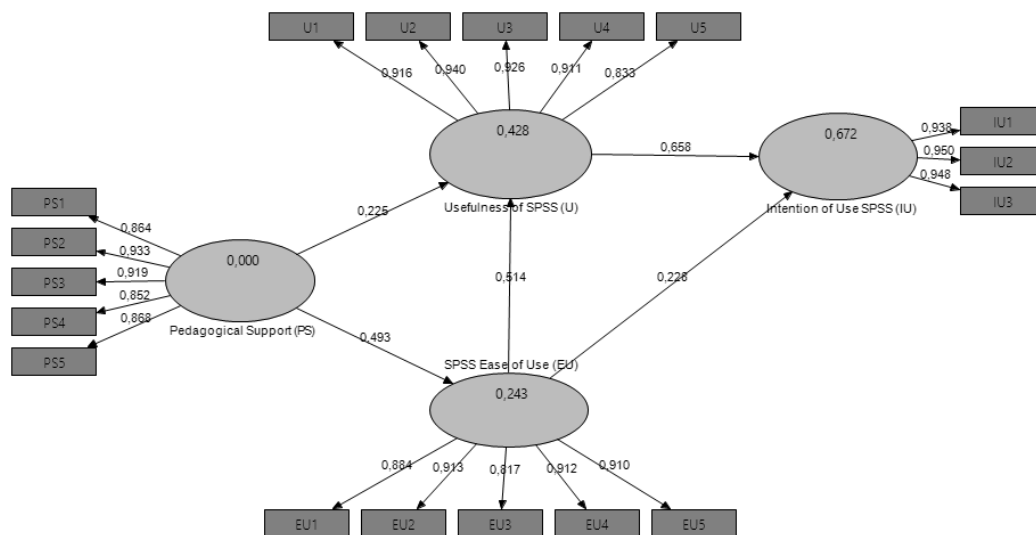 U1
U2
U3
U4
U5
0,916
0,940
0,926
0,911
0,833
0,428
0,672
0,938
IU1
0,950
IU2
0,948
IU3
0,658
Usefulness of SPSS (U)
Intention of Use SPSS (IU)
PS1
PS2
PS3
PS4
PS5
0,864
0,933
0,919
0,852
0,868
0,000
Pedagogical Support (PS)
0,225
0,514
0,226
0,493
SPSS Ease of Use (EU)
0,243
0,884
0,913
0,817
0,912
0,910
EU1
EU2
EU3
EU4
EU5